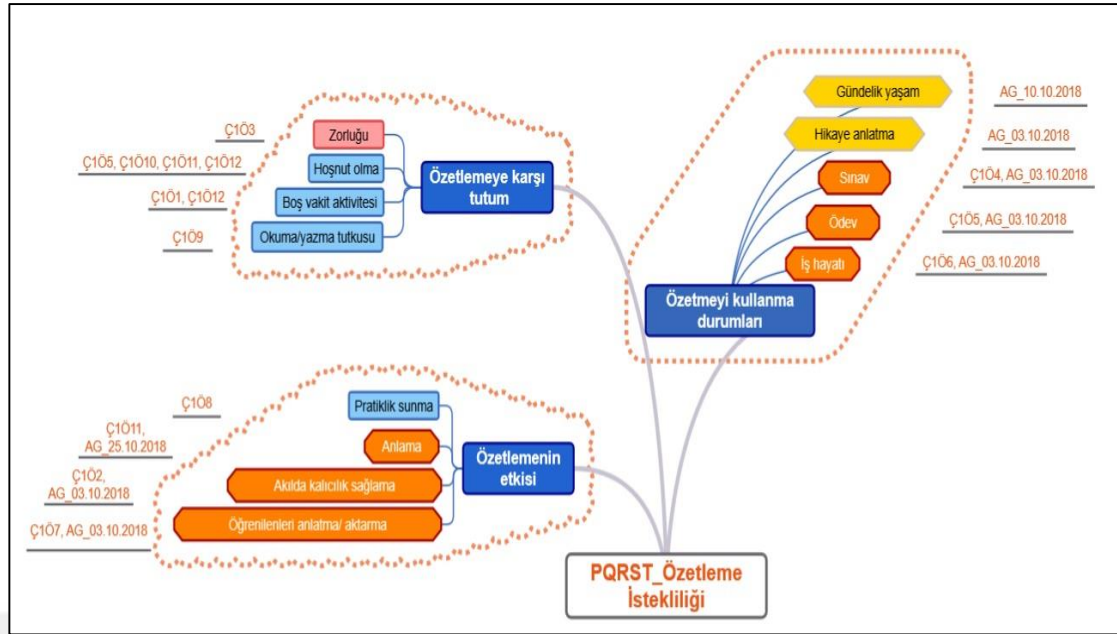 Ç1Ö3
Ç1Ö5, Ç1Ö10, Ç1Ö11, Ç1Ö12
Ç1Ö1, Ç1Ö12
Ç1Ö9
Zorluğu
Hoşnut olma
Boş vakit aktivitesi
Okuma/yazma tutkusu
Özetlemeye karşı
tutum
Gündelik yaşam
Hikaye anlatma
Sınav
Ödev
İş hayatı
AG_10.10.2018
AG_03.10.2018
Ç1Ö4, AG_03.10.2018
Ç1Ö5, AG_03.10.2018
Ç1Ö6, AG_03.10.2018
Özetmeyi kullanma
durumları
Ç1Ö8
Ç1Ö11,
AG_25.10.2018
Ç1Ö2,
AG_03.10.2018
Ç1Ö7, AG_03.10.2018
Pratiklik sunma
Anlama
Akılda kalıcılık sağlama
Öğrenilenleri anlatma/ aktarma
Özetlemenin
etkisi
PQRST_Özetleme
İstekliliği